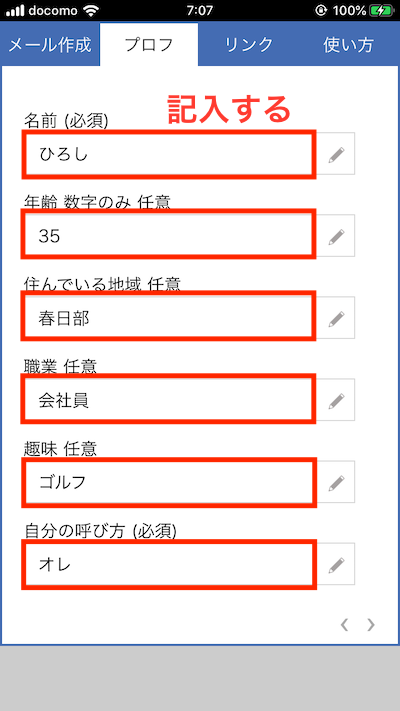 docomo 7:07 100%
メール作成 プロフ リンク 使い方
記入する
名前 (必須)
ひろし
年齢 数字のみ 任意
35
住んでいる地域 任意
春日部
職業 任意
会社員
趣味 任意
ゴルフ
自分の呼び方 (必須)
オレ